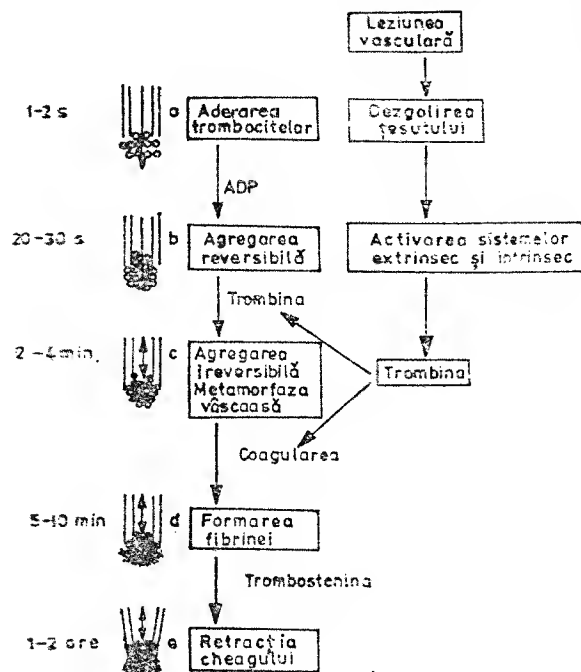 Leziunea
vasculară
1-2 s
a
Aderarea
trombocitelor
Dezgolirea
țesutului
ADP
20-30 s
b
Agregarea
reversibilă
Activarea sistemelor
extrinsec și intrinsec
Trombina
2-4 min.
c
Agregarea
ireversibilă
Metamorfaza
vâscoasă
Trombina
Coagularea
5-10 min
d
Formarea
fibrinei
Trombostenina
1-2 ore
e
Retracția
cheagului